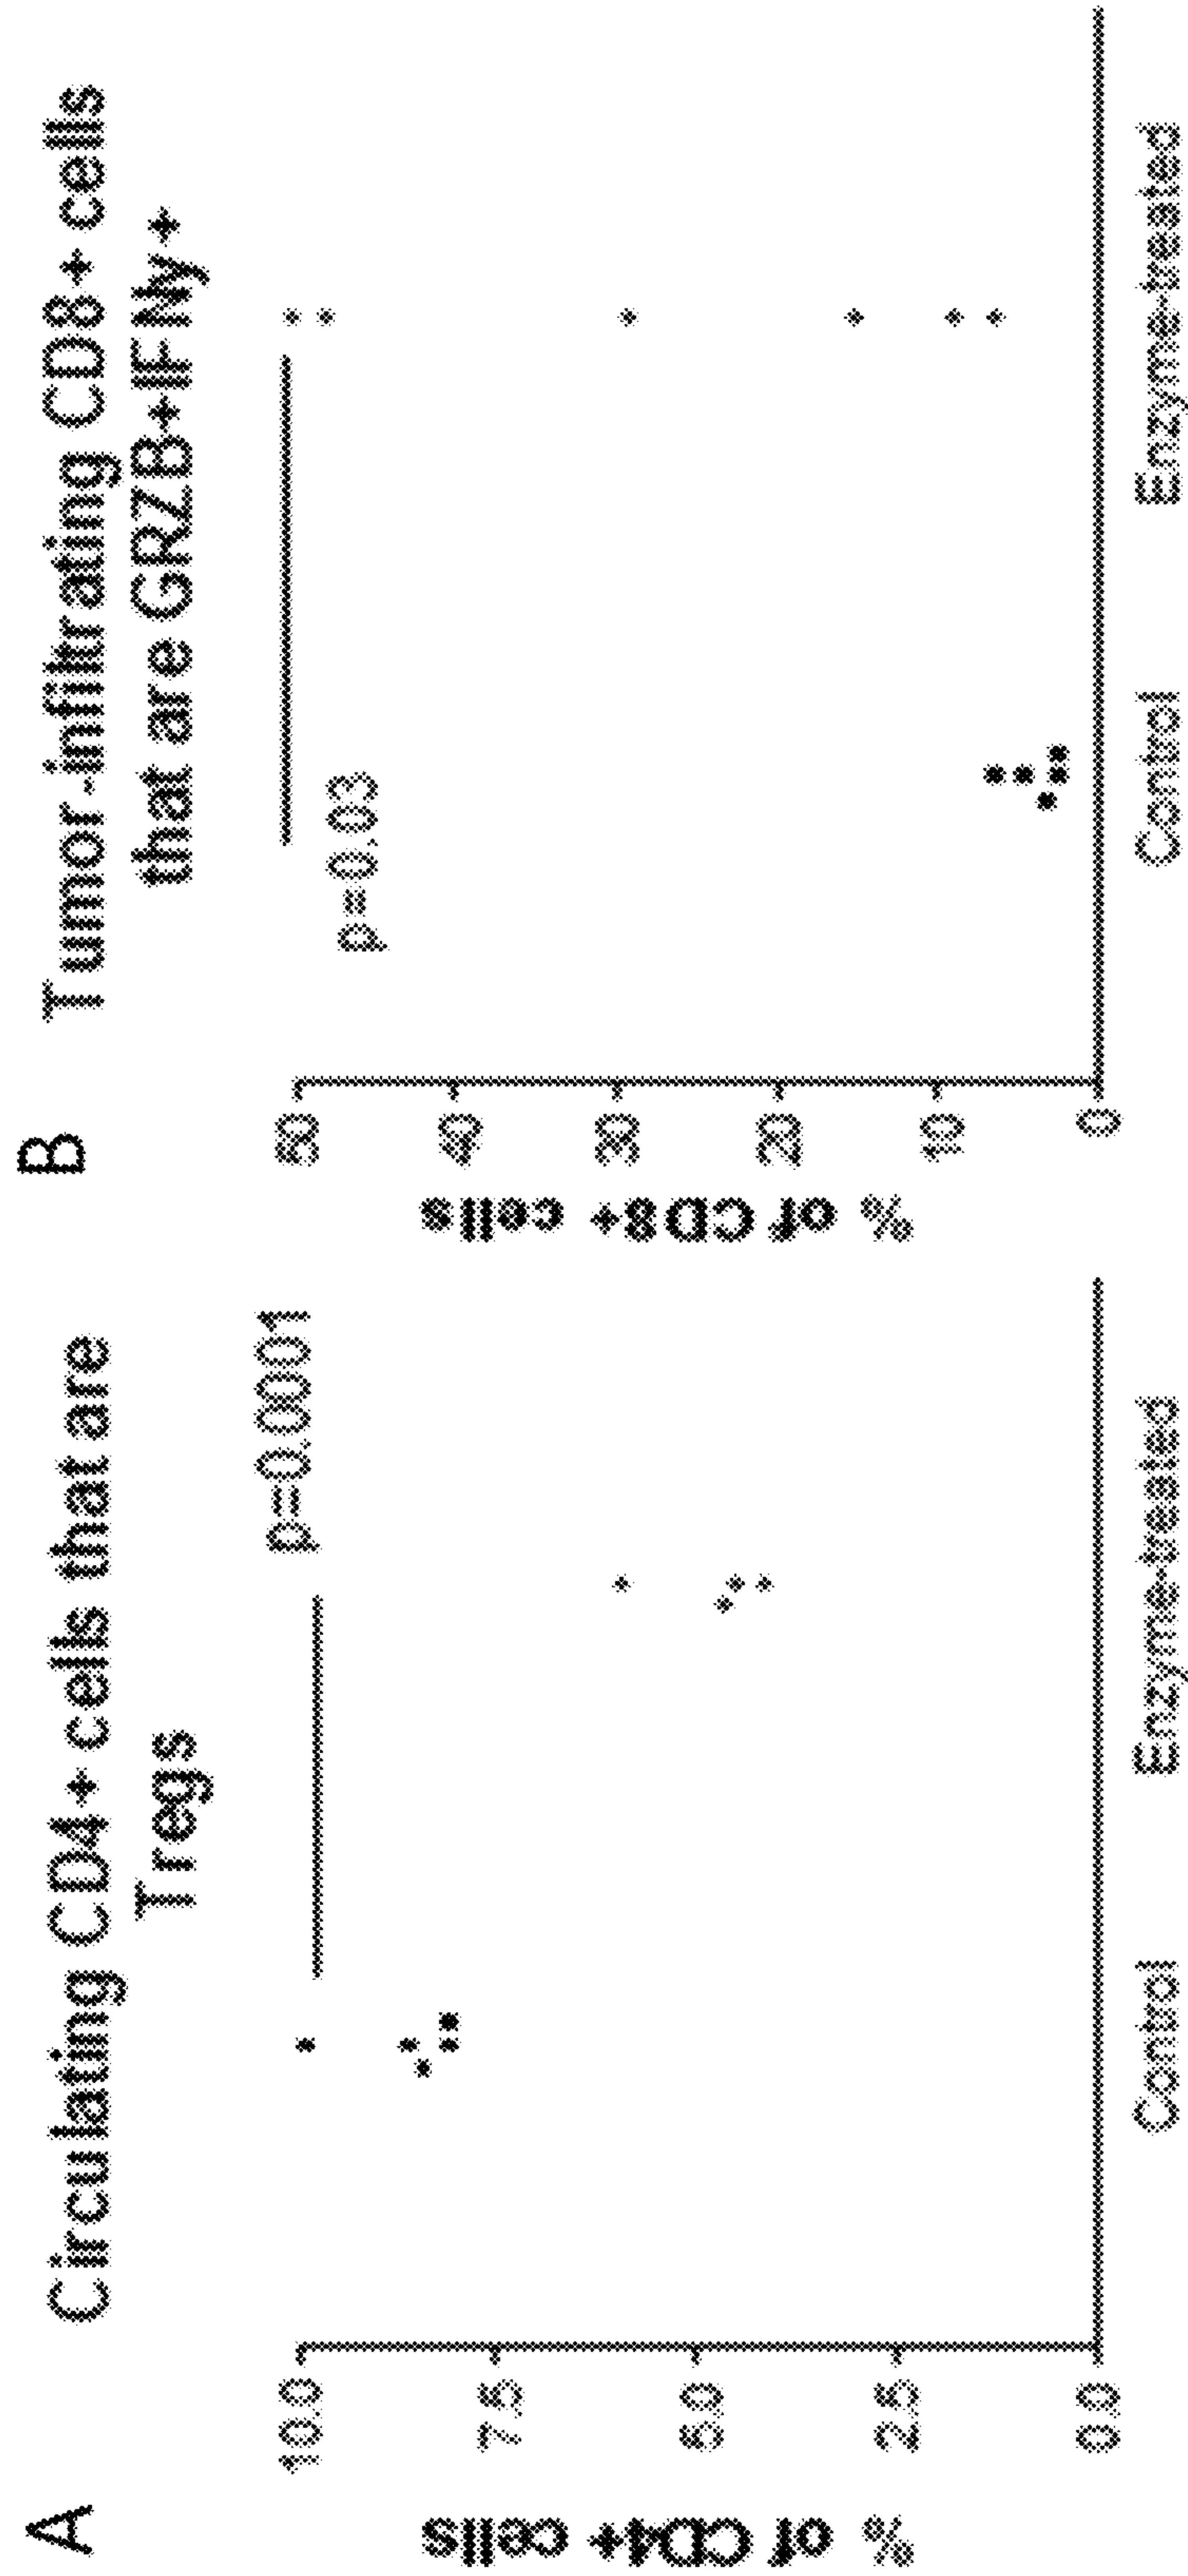 A
Circulating CD4+ cells that are
Tregs
p=0.0001
% of CD4+ cells
10.0
7.5
5.0
2.5
0.0
Control
Enzyme-treated
B
Tumor-infiltrating CD8+ cells
that are GRZB+IFNγ+
p=0.03
% of CD8+ cells
50
40
30
20
10
0
Control
Enzyme-treated